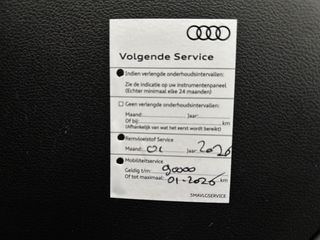 Volgende Service
Indien verlengde onderhoudsintervallen:
Zie de indicatie op uw instrumentenpaneel
(Echter minimaal elke 24 maanden)
Geen verlengde onderhoudsintervallen:
Maand: Jaar:
Of bij: km
(Afhankelijk van wat het eerst wordt bereikt)
Remvloeistof Service
Maand: 01 Jaar: 2026
Mobiliteitservice
Geldig t/m: 90000
Of tot maximaal: 01-2026 km